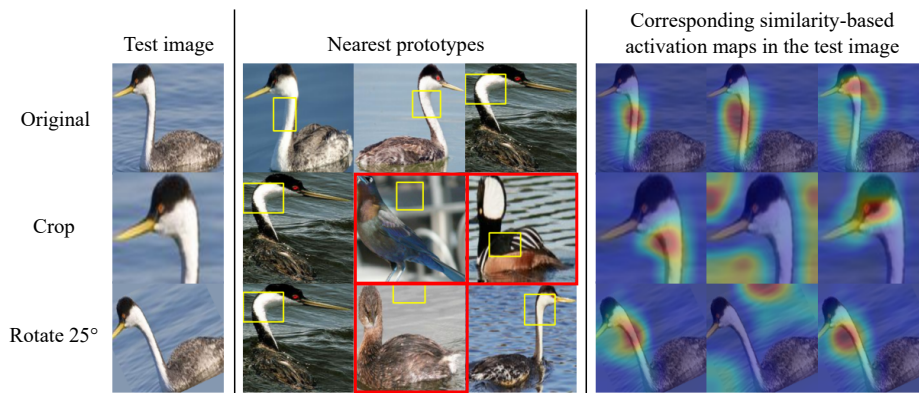 Test image
Nearest prototypes
Corresponding similarity-based
activation maps in the test image
Original
Crop
Rotate 25°